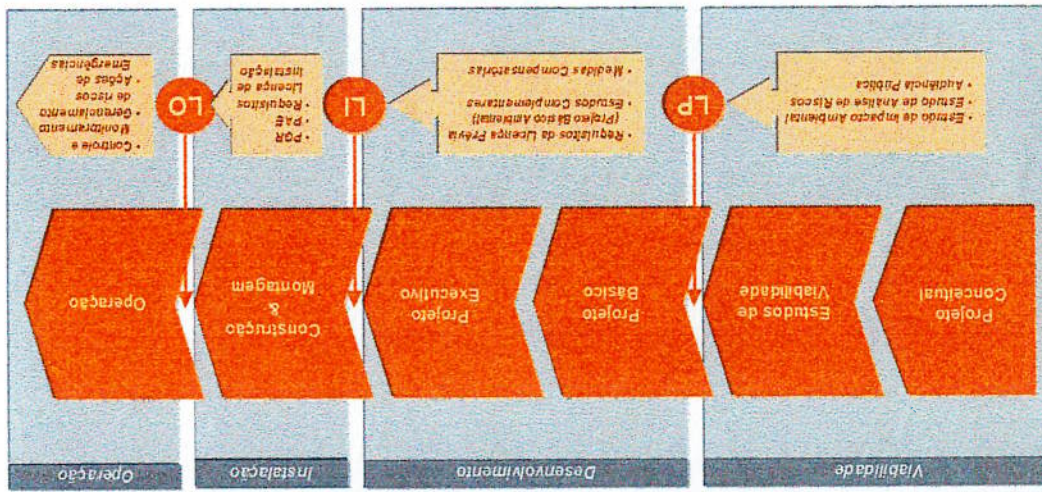 Viabilidade
Desenvolvimento
Instalação
Operação
Projeto
Conceitual
Estudos de
Viabilidade
Projeto
Básico
Projeto
Executivo
Construção
&
Montagem
Operação
• Estudo de Impacto Ambiental
• Estudo de Análise de Riscos
• Audiência Pública
LP
• Requisitos da Licença Prévia
(Projeto Básico Ambiental)
• Estudos Complementares
• Medidas Compensatórias
LI
• PGR
• PAE
• Requisitos
Licença de
Instalação
LO
• Controle e
Monitoramento
• Gerenciamento
de riscos
• Ações de
Emergências